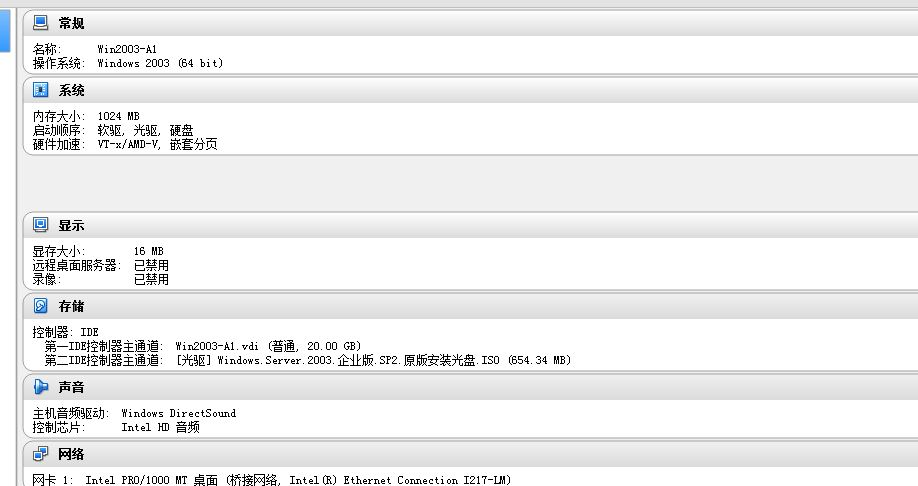 常规
名称: Win2003-A1
操作系统: Windows 2003 (64 bit)
系统
内存大小: 1024 MB
启动顺序: 软驱, 光驱, 硬盘
硬件加速: VT-x/AMD-V, 嵌套分页
显示
显存大小: 16 MB
远程桌面服务器: 已禁用
录像: 已禁用
存储
控制器: IDE
第一IDE控制器主通道: Win2003-A1.vdi (普通, 20.00 GB)
第二IDE控制器主通道: [光驱] Windows.Server.2003.企业版.SP2.原版安装光盘.ISO (654.34 MB)
声音
主机音频驱动: Windows DirectSound
控制芯片: Intel HD 音频
网络
网卡 1: Intel PRO/1000 MT 桌面 (桥接网络, Intel(R) Ethernet Connection I217-LM)